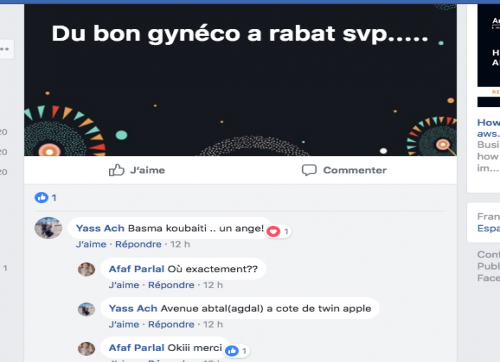 Du bon gynéco a rabat svp.....
J'aime
Commenter
1
Yass Ach Basma koubaiti .. un ange!
1
J'aime · Répondre · 12 h
Afaf Parlal Où exactement??
J'aime · Répondre · 12 h
Yass Ach Avenue abtal(agdal) a cote de twin apple
J'aime · Répondre · 12 h
Afaf Parlal Okiii merci
1
J'aime · Répondre · 12 h
20
20
20
1
How
aws.
Busi
how
im...
Fran
Espa
Conf
Publ
Face